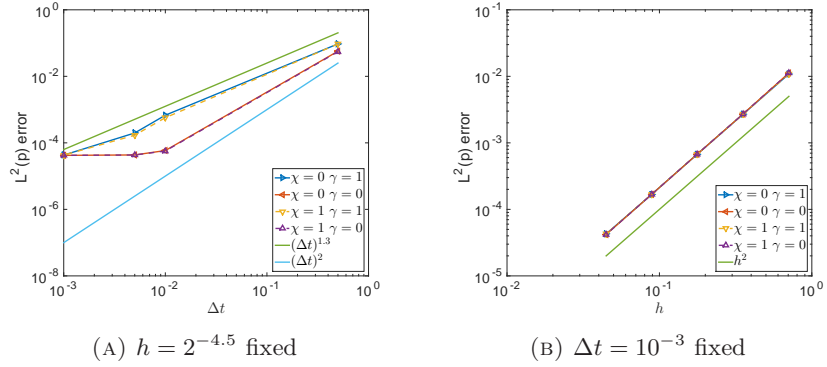 10^0
10^-2
10^-4
10^-6
10^-8
L^2(p) error
10^-3
10^-2
10^-1
10^0
Δt
χ = 0 γ = 1
χ = 0 γ = 0
χ = 1 γ = 1
χ = 1 γ = 0
(Δt)^1.3
(Δt)^2
(A) h = 2^-4.5 fixed
10^-1
10^-2
10^-3
10^-4
10^-5
L^2(p) error
10^-2
10^-1
10^0
h
χ = 0 γ = 1
χ = 0 γ = 0
χ = 1 γ = 1
χ = 1 γ = 0
h^2
(B) Δt = 10^-3 fixed